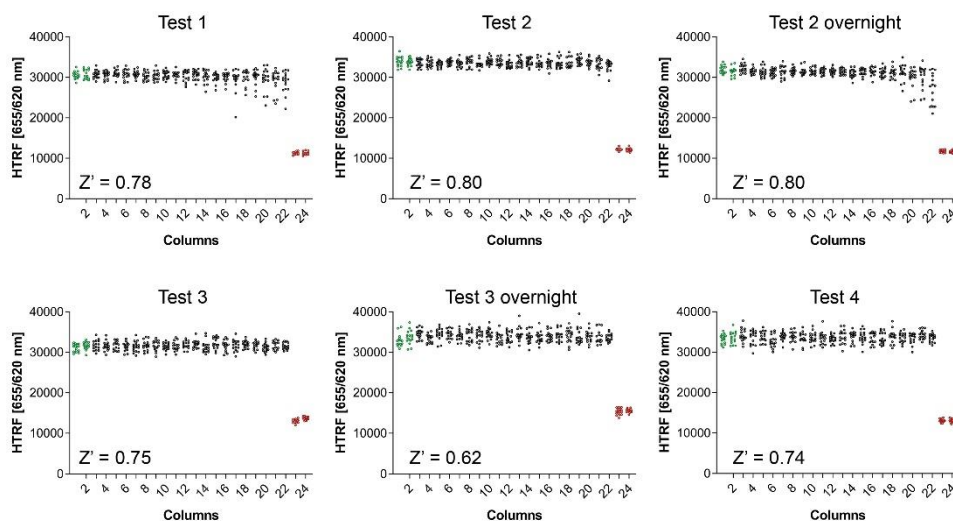 Test 1
HTRF [655/620 nm]
40000
30000
20000
10000
0
Z' = 0.78
2 4 6 8 10 12 14 16 18 20 22 24
Columns
Test 2
HTRF [655/620 nm]
40000
30000
20000
10000
0
Z' = 0.80
2 4 6 8 10 12 14 16 18 20 22 24
Columns
Test 2 overnight
HTRF [655/620 nm]
40000
30000
20000
10000
0
Z' = 0.80
2 4 6 8 10 12 14 16 18 20 22 24
Columns
Test 3
HTRF [655/620 nm]
40000
30000
20000
10000
0
Z' = 0.75
2 4 6 8 10 12 14 16 18 20 22 24
Columns
Test 3 overnight
HTRF [655/620 nm]
40000
30000
20000
10000
0
Z' = 0.62
2 4 6 8 10 12 14 16 18 20 22 24
Columns
Test 4
HTRF [655/620 nm]
40000
30000
20000
10000
0
Z' = 0.74
2 4 6 8 10 12 14 16 18 20 22 24
Columns